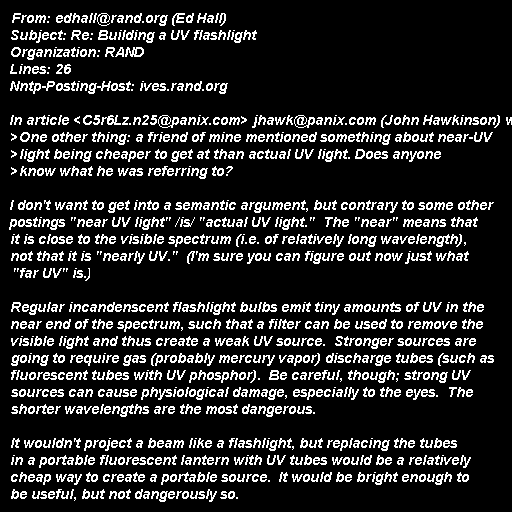 From: edhall@rand.org (Ed Hall)
Subject: Re: Building a UV flashlight
Organization: RAND
Lines: 26
Nntp-Posting-Host: ives.rand.org
In article <C5r6Lz.n25@panix.com> jhawk@panix.com (John Hawkinson) w
>One other thing: a friend of mine mentioned something about near-UV
>light being cheaper to get at than actual UV light. Does anyone
>know what he was referring to?
I don't want to get into a semantic argument, but contrary to some other
postings "near UV light" /is/ "actual UV light."  The "near" means that
it is close to the visible spectrum (i.e. of relatively long wavelength),
not that it is "nearly UV."  (I'm sure you can figure out now just what
"far UV" is.)
Regular incandenscent flashlight bulbs emit tiny amounts of UV in the
near end of the spectrum, such that a filter can be used to remove the
visible light and thus create a weak UV source.  Stronger sources are
going to require gas (probably mercury vapor) discharge tubes (such as
fluorescent tubes with UV phosphor).  Be careful, though; strong UV
sources can cause physiological damage, especially to the eyes.  The
shorter wavelengths are the most dangerous.
It wouldn't project a beam like a flashlight, but replacing the tubes
in a portable fluorescent lantern with UV tubes would be a relatively
cheap way to create a portable source.  It would be bright enough to
be useful, but not dangerously so.